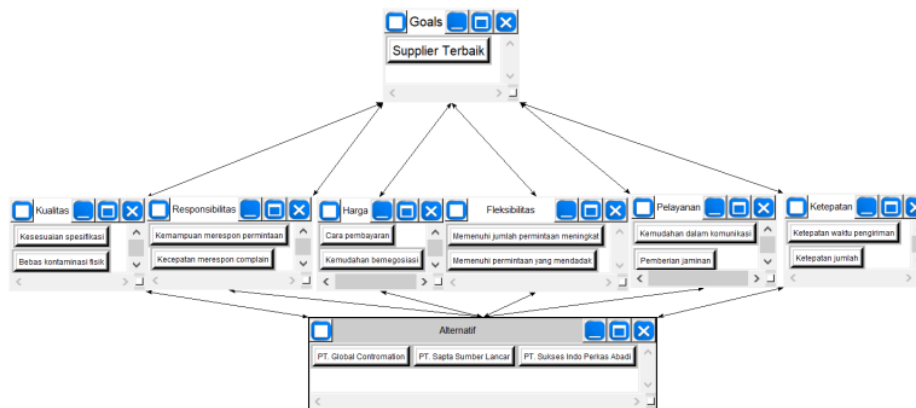 Goals
Supplier Terbaik
Kualitas
Kesesuaian spesifikasi
Bebas kontaminasi fisik
Responsibilitas
Kemampuan merespon permintaan
Kecepatan merespon complain
Harga
Cara pembayaran
Kemudahan bernegosiasi
Fleksibilitas
Memenuhi jumlah permintaan meningkat
Memenuhi permintaan yang mendadak
Pelayanan
Kemudahan dalam komunikasi
Pemberian jaminan
Ketepatan
Ketepatan waktu pengiriman
Ketepatan jumlah
Alternatif
PT. Global Contromation
PT. Sapta Sumber Lancar
PT. Sukses Indo Perkas Abadi